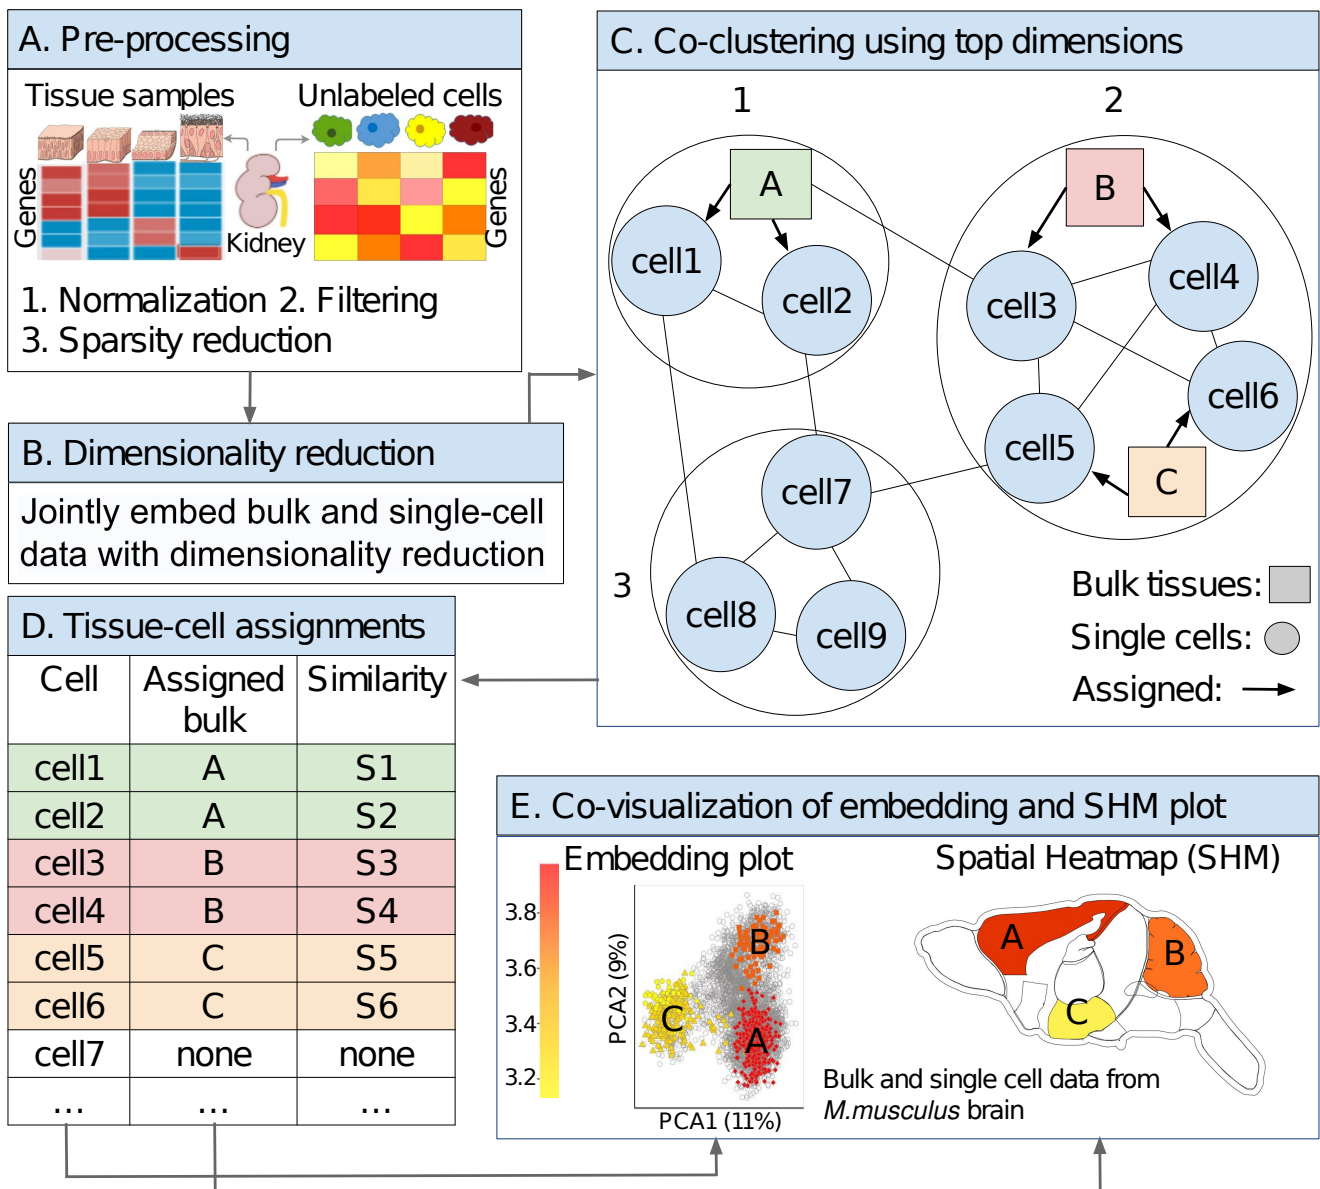 A. Pre-processing
Tissue samples
Unlabeled cells
Genes
Kidney
Genes
1. Normalization 2. Filtering
3. Sparsity reduction
B. Dimensionality reduction
Jointly embed bulk and single-cell
data with dimensionality reduction
C. Co-clustering using top dimensions
1
2
A
B
cell1
cell2
cell3
cell4
cell5
cell6
C
cell7
3
cell8
cell9
Bulk tissues:
Single cells:
Assigned:
D. Tissue-cell assignments
Cell
Assigned
bulk
Similarity
cell1 A S1
cell2 A S2
cell3 B S3
cell4 B S4
cell5 C S5
cell6 C S6
cell7 none none
... ... ...
E. Co-visualization of embedding and SHM plot
Embedding plot
3.8
3.6
3.4
3.2
PCA2 (9%)
B
C
A
PCA1 (11%)
Spatial Heatmap (SHM)
A
B
C
Bulk and single cell data from
M.musculus brain